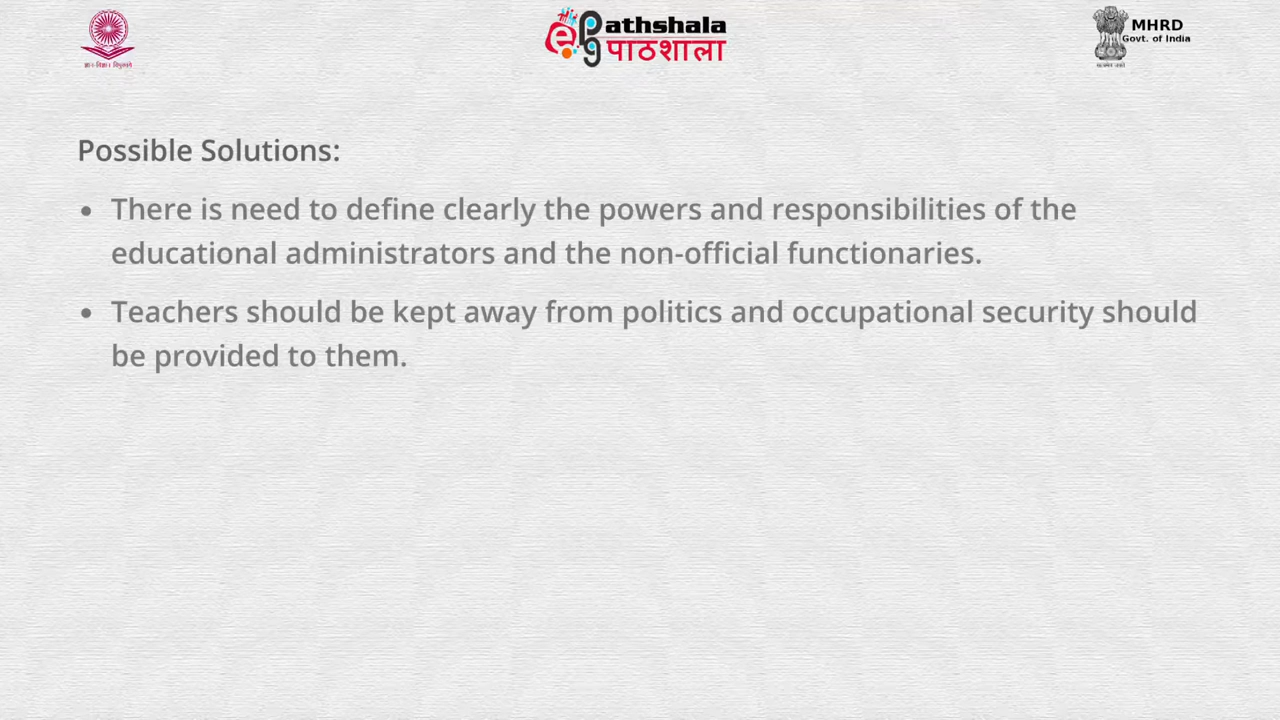 athshala
पाठशाला
MHRD
Govt. of India
Possible Solutions:
• There is need to define clearly the powers and responsibilities of the
educational administrators and the non-official functionaries.
• Teachers should be kept away from politics and occupational security should
be provided to them.